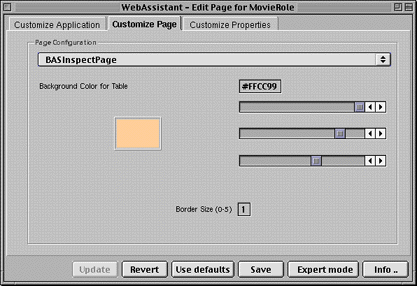 WebAssistant – Edit Page for MovieRole
Customize Application Customize Page Customize Properties
Page Configuration
BASInspectPage
Background Color for Table #FFCC99
Border Size (0-5) 1
Update Revert Use defaults Save Expert mode Info ..